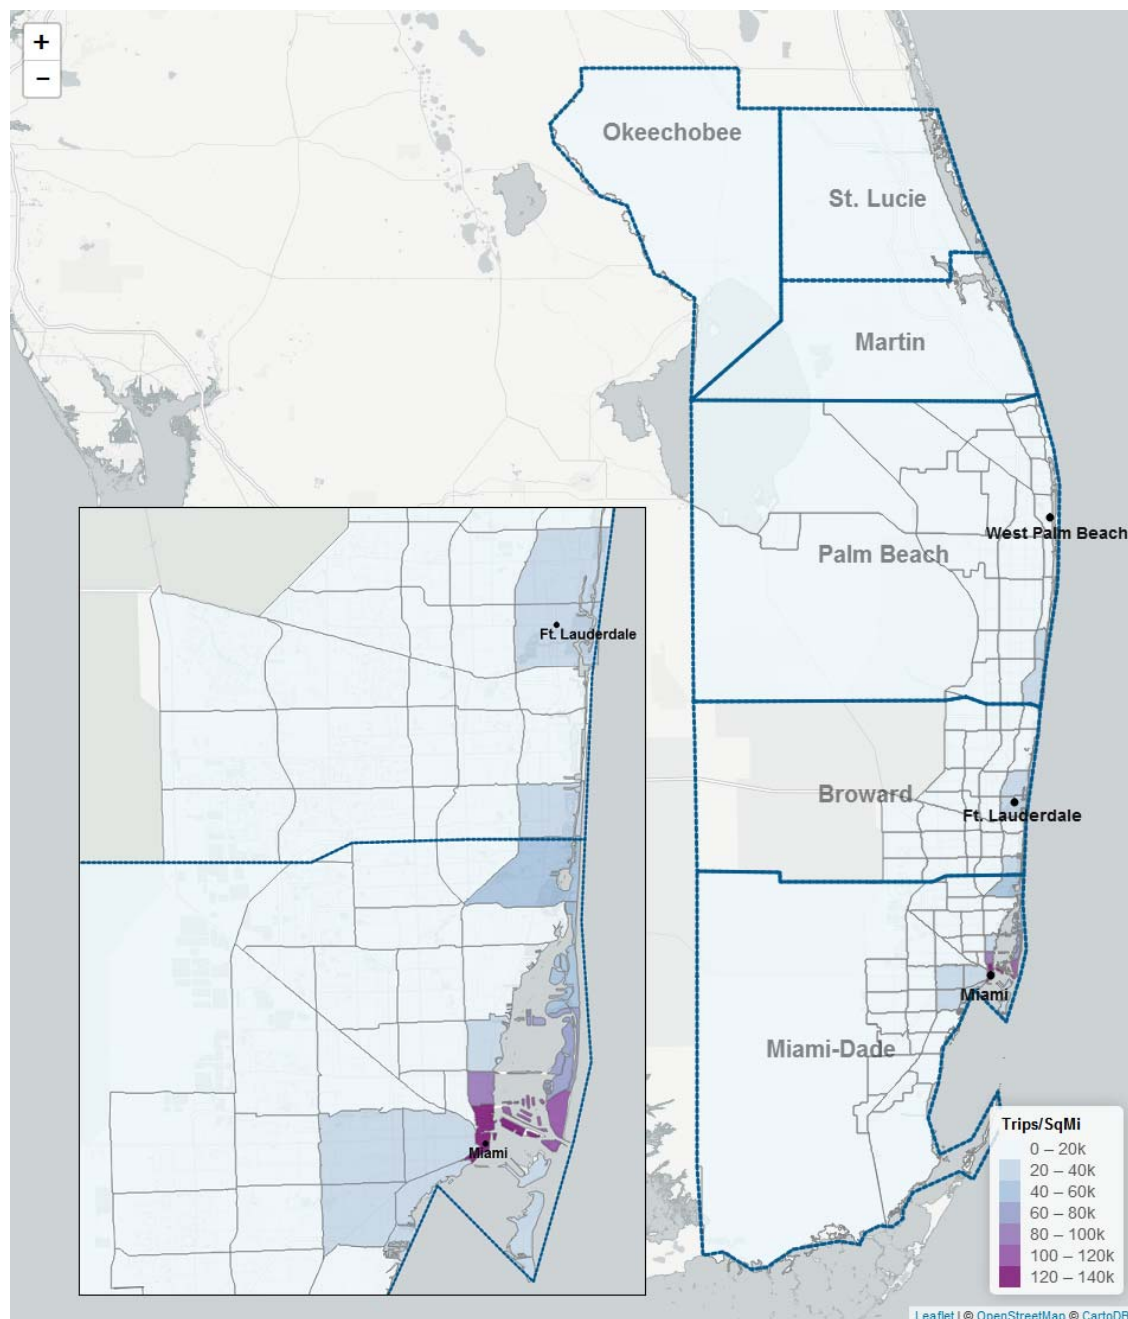 +
−
Okeechobee
St. Lucie
Martin
West Palm Beach
Palm Beach
Ft. Lauderdale
Broward
Ft. Lauderdale
Miami
Miami-Dade
Miami
Trips/SqMi
0 – 20k
20 – 40k
40 – 60k
60 – 80k
80 – 100k
100 – 120k
120 – 140k
Leaflet | © OpenStreetMap © CartoDB